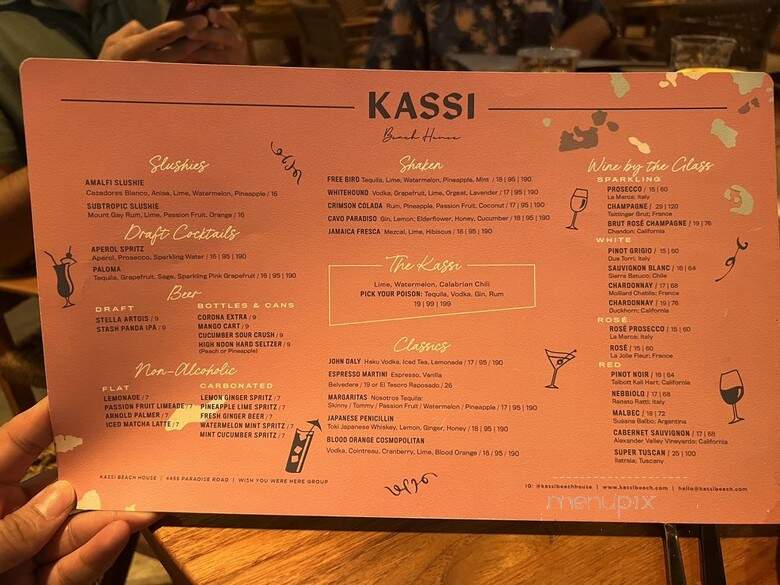 KASSI
Beach House
Slushies
AMALFI SLUSHIE
Cazadores Blanco, Anise, Lime, Watermelon, Pineapple / 16
SUBTROPIC SLUSHIE
Mount Gay Rum, Lime, Passion Fruit, Orange / 16
Draft Cocktails
APEROL SPRITZ
Aperol, Prosecco, Sparkling Water / 16 | 95 | 190
PALOMA
Tequila, Grapefruit, Sage, Sparkling Pink Grapefruit / 16 | 95 | 190
Beer
DRAFT
STELLA ARTOIS / 9
STASH PANDA IPA / 9
BOTTLES & CANS
CORONA EXTRA / 9
MANGO CART / 9
CUCUMBER SOUR CRUSH / 9
HIGH NOON HARD SELTZER / 9
(Peach or Pineapple)
Non-Alcoholic
FLAT
LEMONADE / 7
PASSION FRUIT LIMEADE / 7
ARNOLD PALMER / 7
ICED MATCHA LATTE / 7
CARBONATED
LEMON GINGER SPRITZ / 7
PINEAPPLE LIME SPRITZ / 7
FRESH GINGER BEER / 7
WATERMELON MINT SPRITZ / 7
MINT CUCUMBER SPRITZ / 7
Shaken
FREE BIRD Tequila, Lime, Watermelon, Pineapple, Mint / 18 | 95 | 190
WHITEHOUND Vodka, Grapefruit, Lime, Orgeat, Lavender / 17 | 95 | 190
CRIMSON COLADA Rum, Pineapple, Passion Fruit, Coconut / 17 | 95 | 190
CAVO PARADISO Gin, Lemon, Elderflower, Honey, Cucumber / 18 | 95 | 190
JAMAICA FRESCA Mezcal, Lime, Hibiscus / 16 | 95 | 190
The Kassi
Lime, Watermelon, Calabrian Chili
PICK YOUR POISON: Tequila, Vodka, Gin, Rum
19 | 99 | 199
Classics
JOHN DALY Haku Vodka, Iced Tea, Lemonade / 17 | 95 | 190
ESPRESSO MARTINI Espresso, Vanilla
Belvedere / 19 or El Tesoro Reposado / 26
MARGARITAS Nosotros Tequila:
Skinny / Tommy / Passion Fruit / Watermelon / Pineapple / 17 | 95 | 190
JAPANESE PENICILLIN
Toki Japanese Whiskey, Lemon, Ginger, Honey / 18 | 95 | 190
BLOOD ORANGE COSMOPOLITAN
Vodka, Cointreau, Cranberry, Lime, Blood Orange / 16 | 95 | 190
Wine by the Glass
SPARKLING
PROSECCO / 15 | 60
La Marca; Italy
CHAMPAGNE / 29 | 120
Taittinger Brut; France
BRUT ROSÉ CHAMPAGNE / 19 | 76
Chandon; California
WHITE
PINOT GRIGIO / 15 | 60
Due Torri; Italy
SAUVIGNON BLANC / 16 | 64
Sierra Batuco; Chile
CHARDONNAY / 17 | 68
Moillard Chablis; France
CHARDONNAY / 19 | 76
Duckhorn; California
ROSÉ
ROSÉ PROSECCO / 15 | 60
La Marca; Italy
ROSÉ / 15 | 60
La Jolie Fleur; France
RED
PINOT NOIR / 16 | 64
Talbott Kali Hart; California
NEBBIOLO / 17 | 68
Renato Ratti; Italy
MALBEC / 18 | 72
Susana Balbo; Argentina
CABERNET SAUVIGNON / 17 | 68
Alexander Valley Vineyards; California
SUPER TUSCAN / 25 | 100
Ilatraia; Tuscany
KASSI BEACH HOUSE | 4455 PARADISE ROAD | WISH YOU WERE HERE GROUP
IG: @kassibeachhouse | www.kassibeach.com | hello@kassibeach.com
menupix